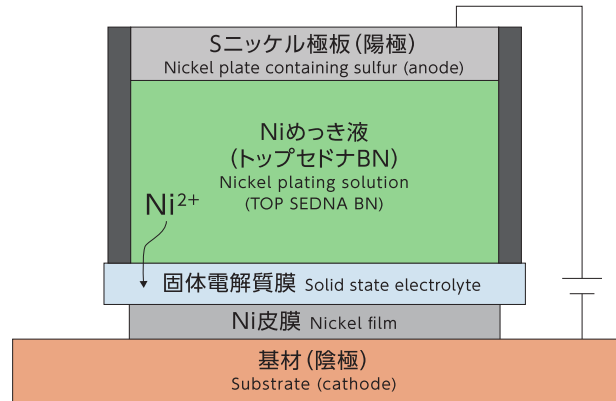 Sニッケル極板(陽極)
Nickel plate containing sulfur (anode)
Niめっき液
(トップセドナBN)
Nickel plating solution
(TOP SEDNA BN)
Ni²⁺
固体電解質膜 Solid state electrolyte
Ni皮膜 Nickel film
基材(陰極)
Substrate (cathode)